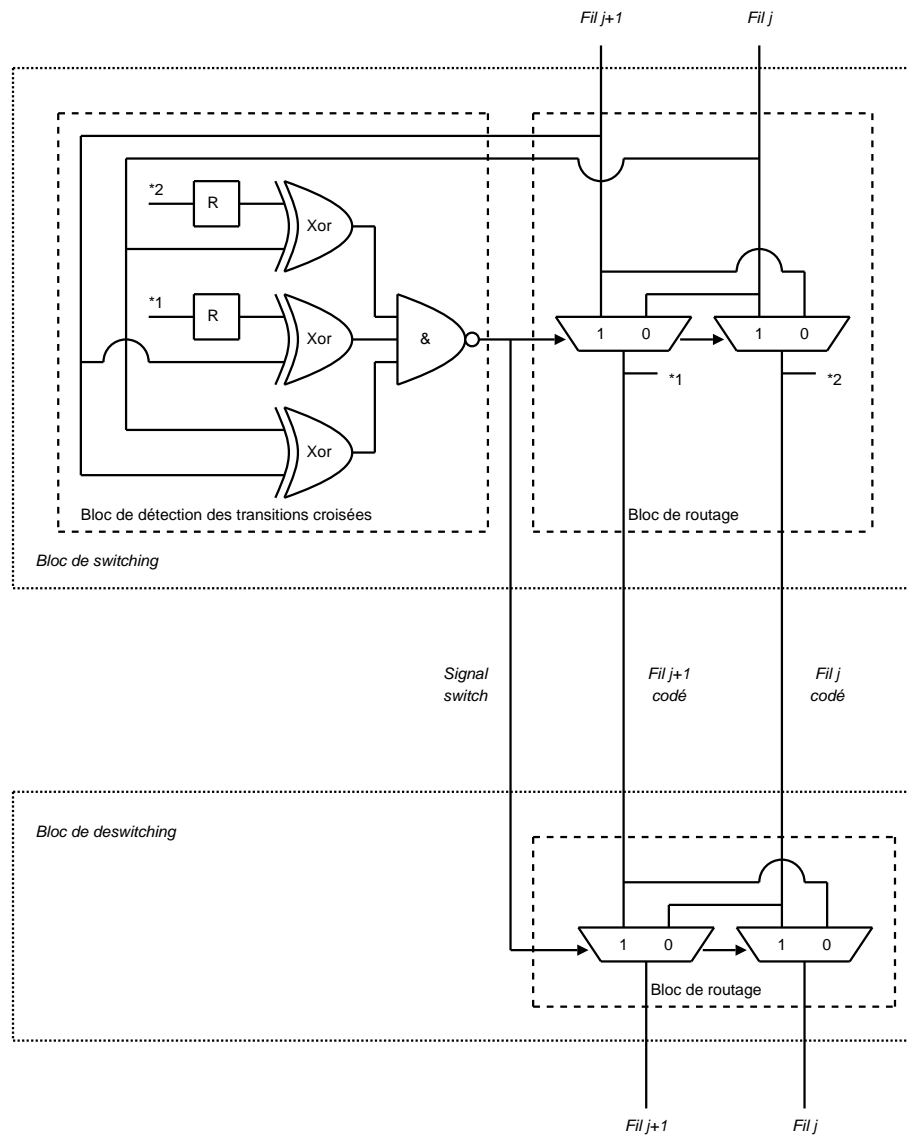 Fil j+1
Fil j
*2
R
Xor
*1
R
Xor
&
1 0
1 0
*1
*2
Xor
Bloc de détection des transitions croisées
Bloc de routage
Bloc de switching
Signal
switch
Fil j+1
codé
Fil j
codé
Bloc de deswitching
1 0
1 0
Bloc de routage
Fil j+1
Fil j